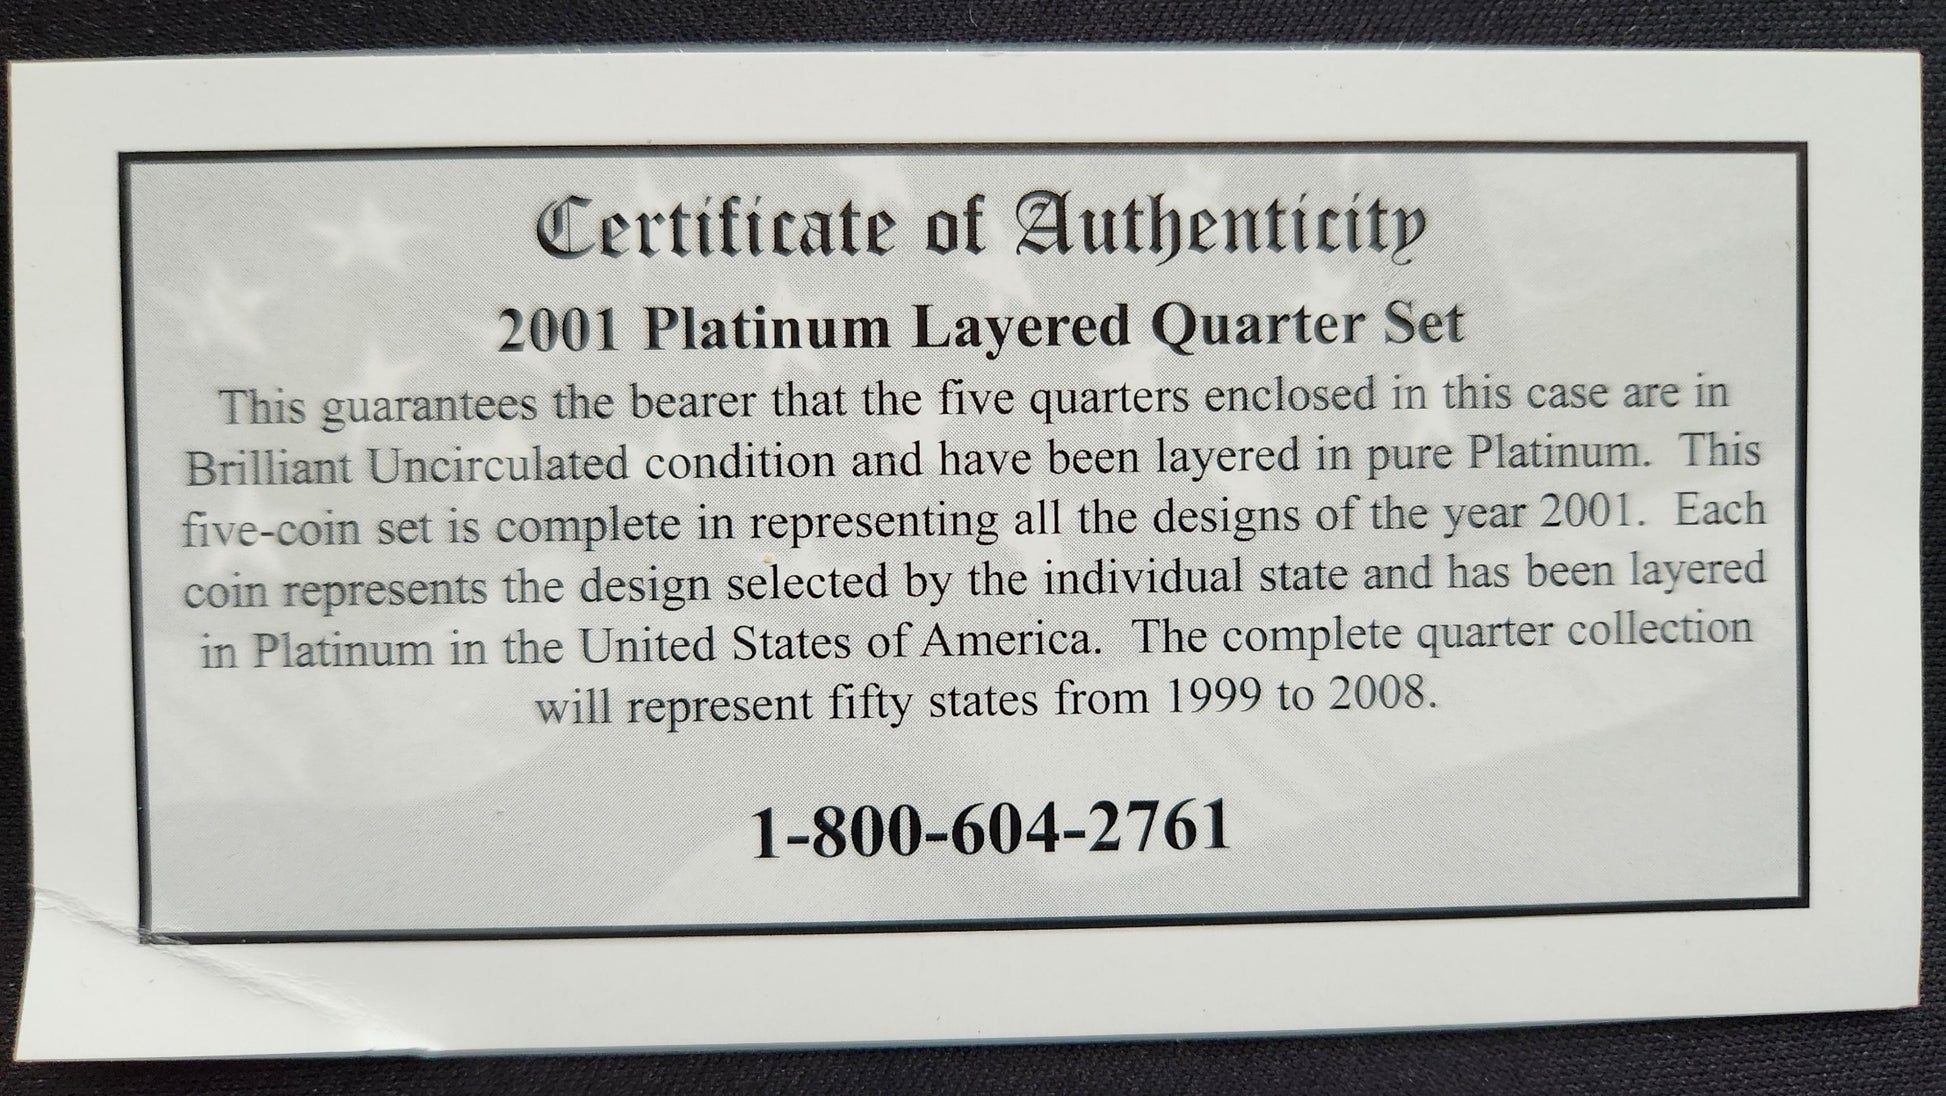 Certificate of Authenticity
2001 Platinum Layered Quarter Set
This guarantees the bearer that the five quarters enclosed in this case are in
Brilliant Uncirculated condition and have been layered in pure Platinum.  This
five-coin set is complete in representing all the designs of the year 2001.  Each
coin represents the design selected by the individual state and has been layered
in Platinum in the United States of America.  The complete quarter collection
will represent fifty states from 1999 to 2008.
1-800-604-2761